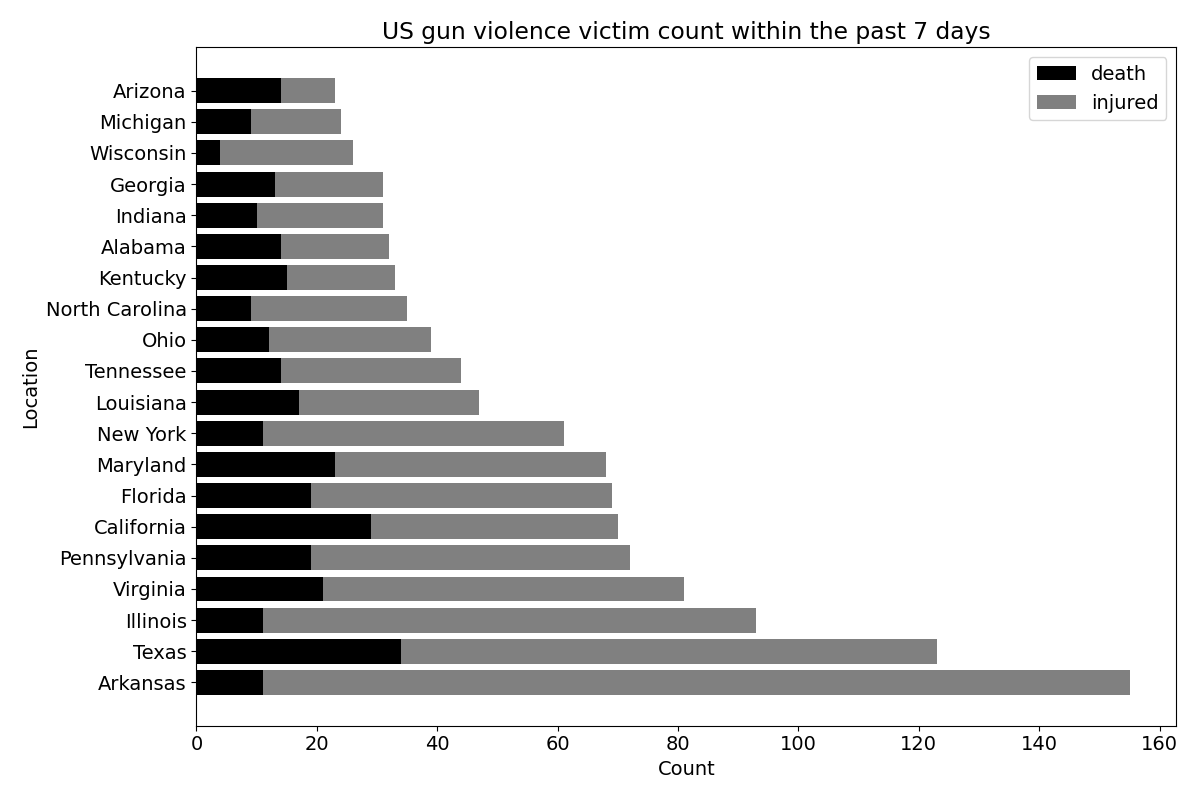 US gun violence victim count within the past 7 days
death
injured
Arizona
Michigan
Wisconsin
Georgia
Indiana
Alabama
Kentucky
North Carolina
Ohio
Tennessee
Louisiana
New York
Maryland
Florida
California
Pennsylvania
Virginia
Illinois
Texas
Arkansas
Location
0 20 40 60 80 100 120 140 160
Count